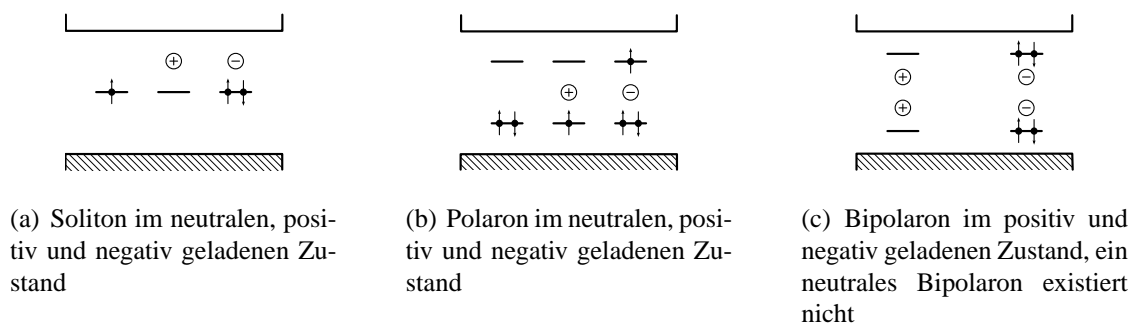 (a) Soliton im neutralen, posi-
tiv und negativ geladenen Zu-
stand
(b) Polaron im neutralen, posi-
tiv und negativ geladenen Zu-
stand
(c) Bipolaron im positiv und
negativ geladenen Zustand, ein
neutrales Bipolaron existiert
nicht